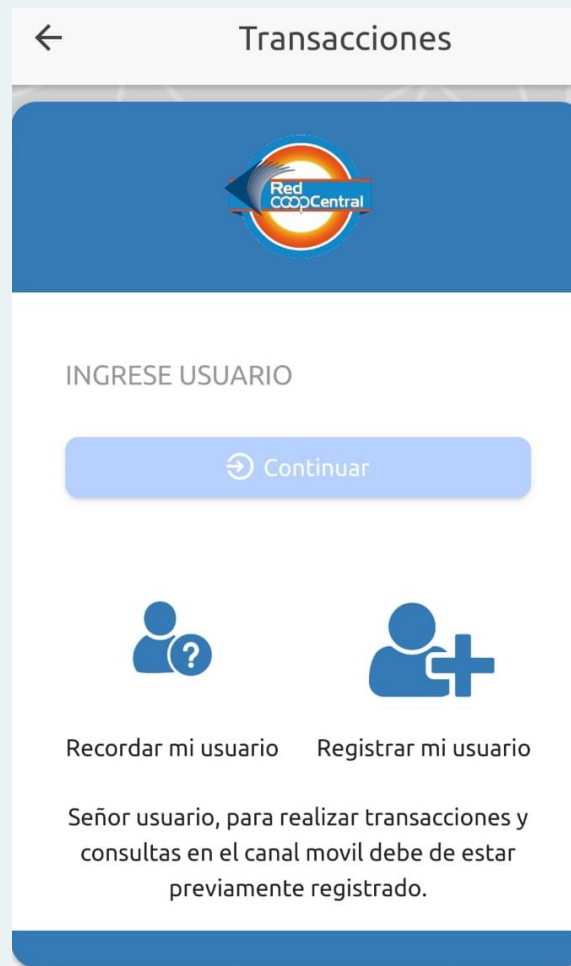 Transacciones
Red
COOPCentral
INGRESE USUARIO
Continuar
?
Recordar mi usuario
Registrar mi usuario
Señor usuario, para realizar transacciones y
consultas en el canal movil debe de estar
previamente registrado.